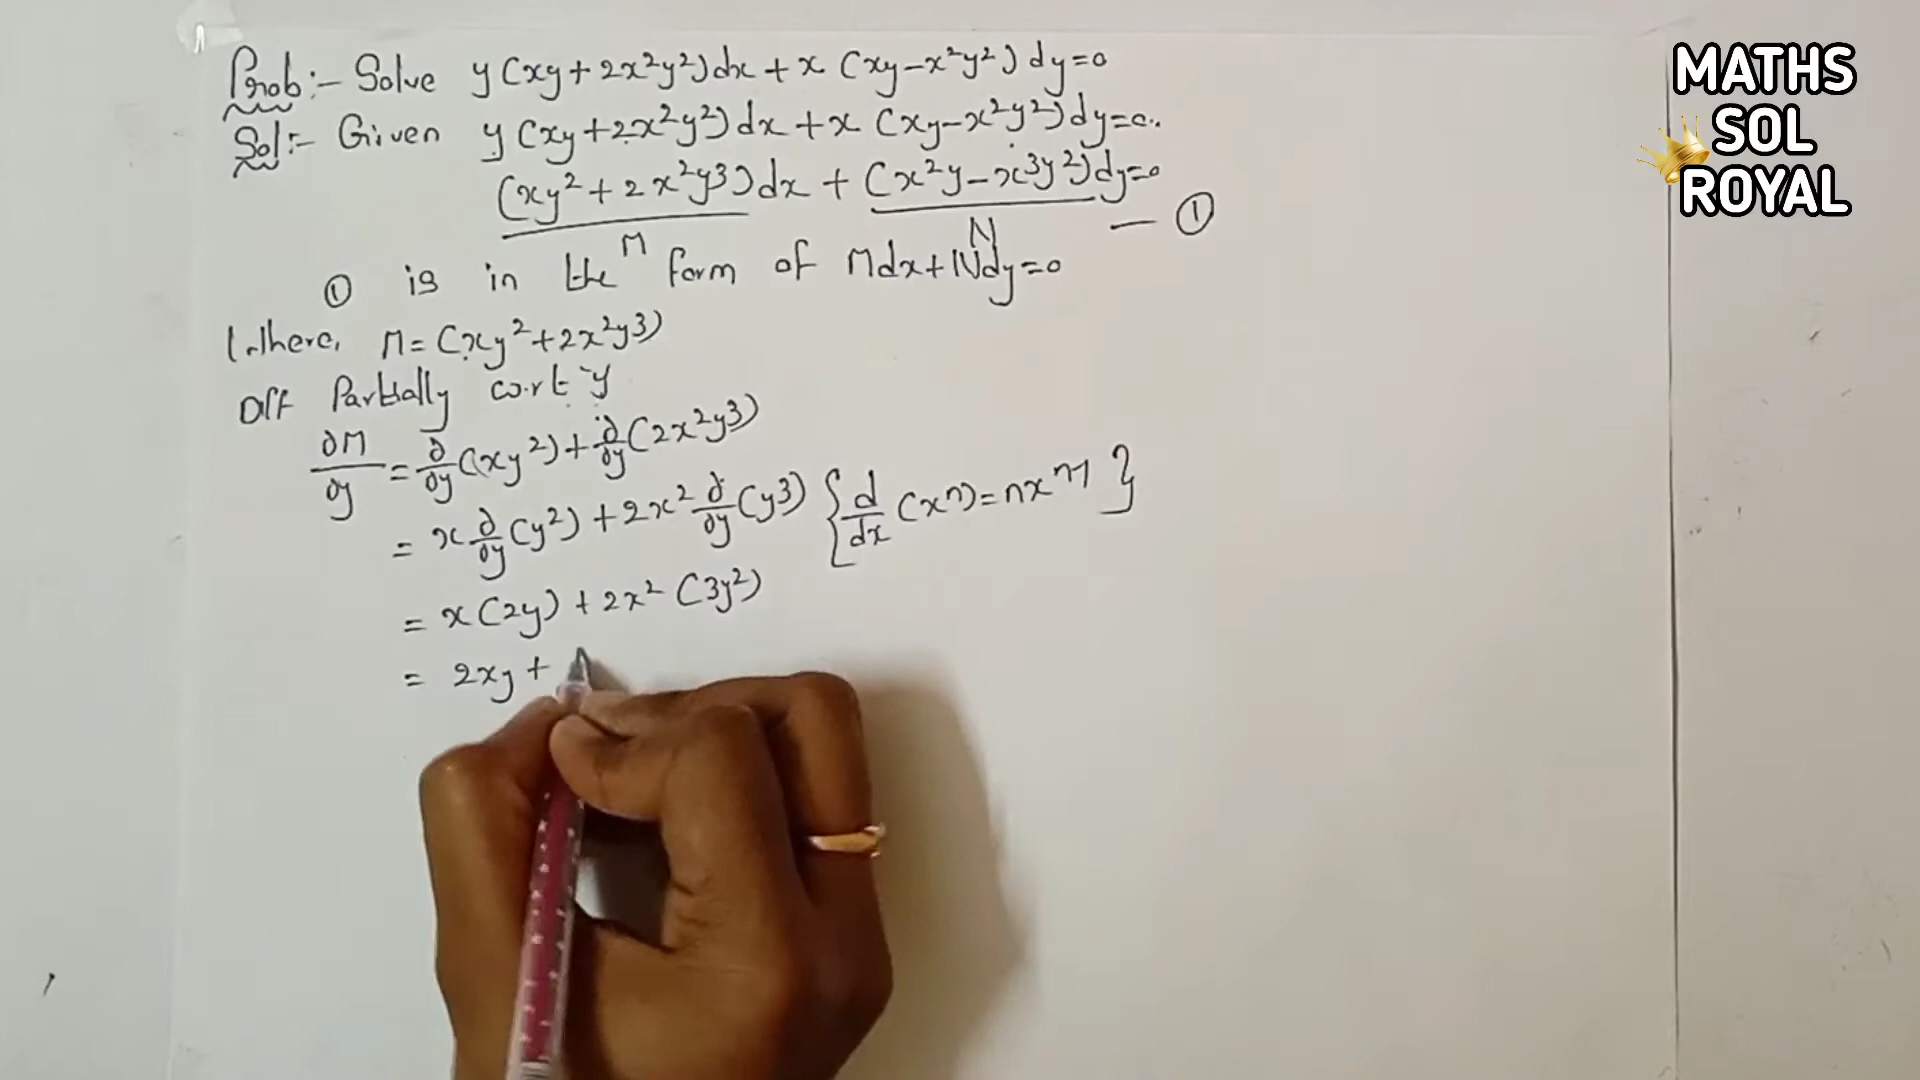 Prob:- Solve y(xy+2x²y²)dx+x (xy-x²y²)dy=0
Sol:- Given y(xy+2x²y²)dx+x (xy-x²y²)dy=0.
(xy²+2x²y3)dx + (x²y-x3y²)dy=0
M N — ①
① is in the form of Mdx+Ndy=0
Where, M=(xy²+2x²y3)
Diff Partially w.r.t y
∂M/∂y = ∂/∂y(xy²)+∂/∂y(2x²y3)
= x ∂/∂y(y²)+2x² ∂/∂y(y3) {d/dx(xⁿ)=nxⁿ⁻¹}
= x(2y)+2x²(3y²)
= 2xy+
MATHS
SOL
ROYAL